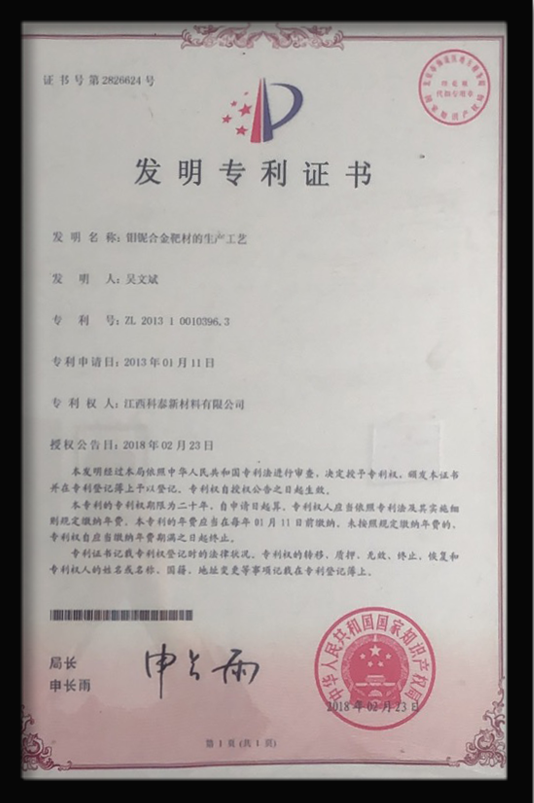 证书号第2826624号
发明专利证书
发 明 名 称：钼铌合金靶材的生产工艺
发 明 人：吴文斌
专 利 号：ZL 2013 1 0010396.3
专利申请日：2013年01月11日
专 利 权 人：江西科泰新材料有限公司
授权公告日：2018年02月23日
本发明经过本局依照中华人民共和国专利法进行审查，决定授予专利权，颁发本证书
并在专利登记簿上予以登记。专利权自授权公告之日起生效。
本专利的专利权期限为二十年，自申请日起算。专利权人应当依照专利法及其实施细
则规定缴纳年费。本专利的年费应当在每年01月11日前缴纳。未按照规定缴纳年费的，
专利权自应当缴纳年费期满之日起终止。
专利证书记载专利权登记时的法律状况。专利权的转移、质押、无效、终止、恢复和
专利权人的姓名或名称、国籍、地址变更等事项记载在专利登记簿上。
局长
申长雨
申长雨
中华人民共和国国家知识产权局
2018年02月23日
第1页(共1页)